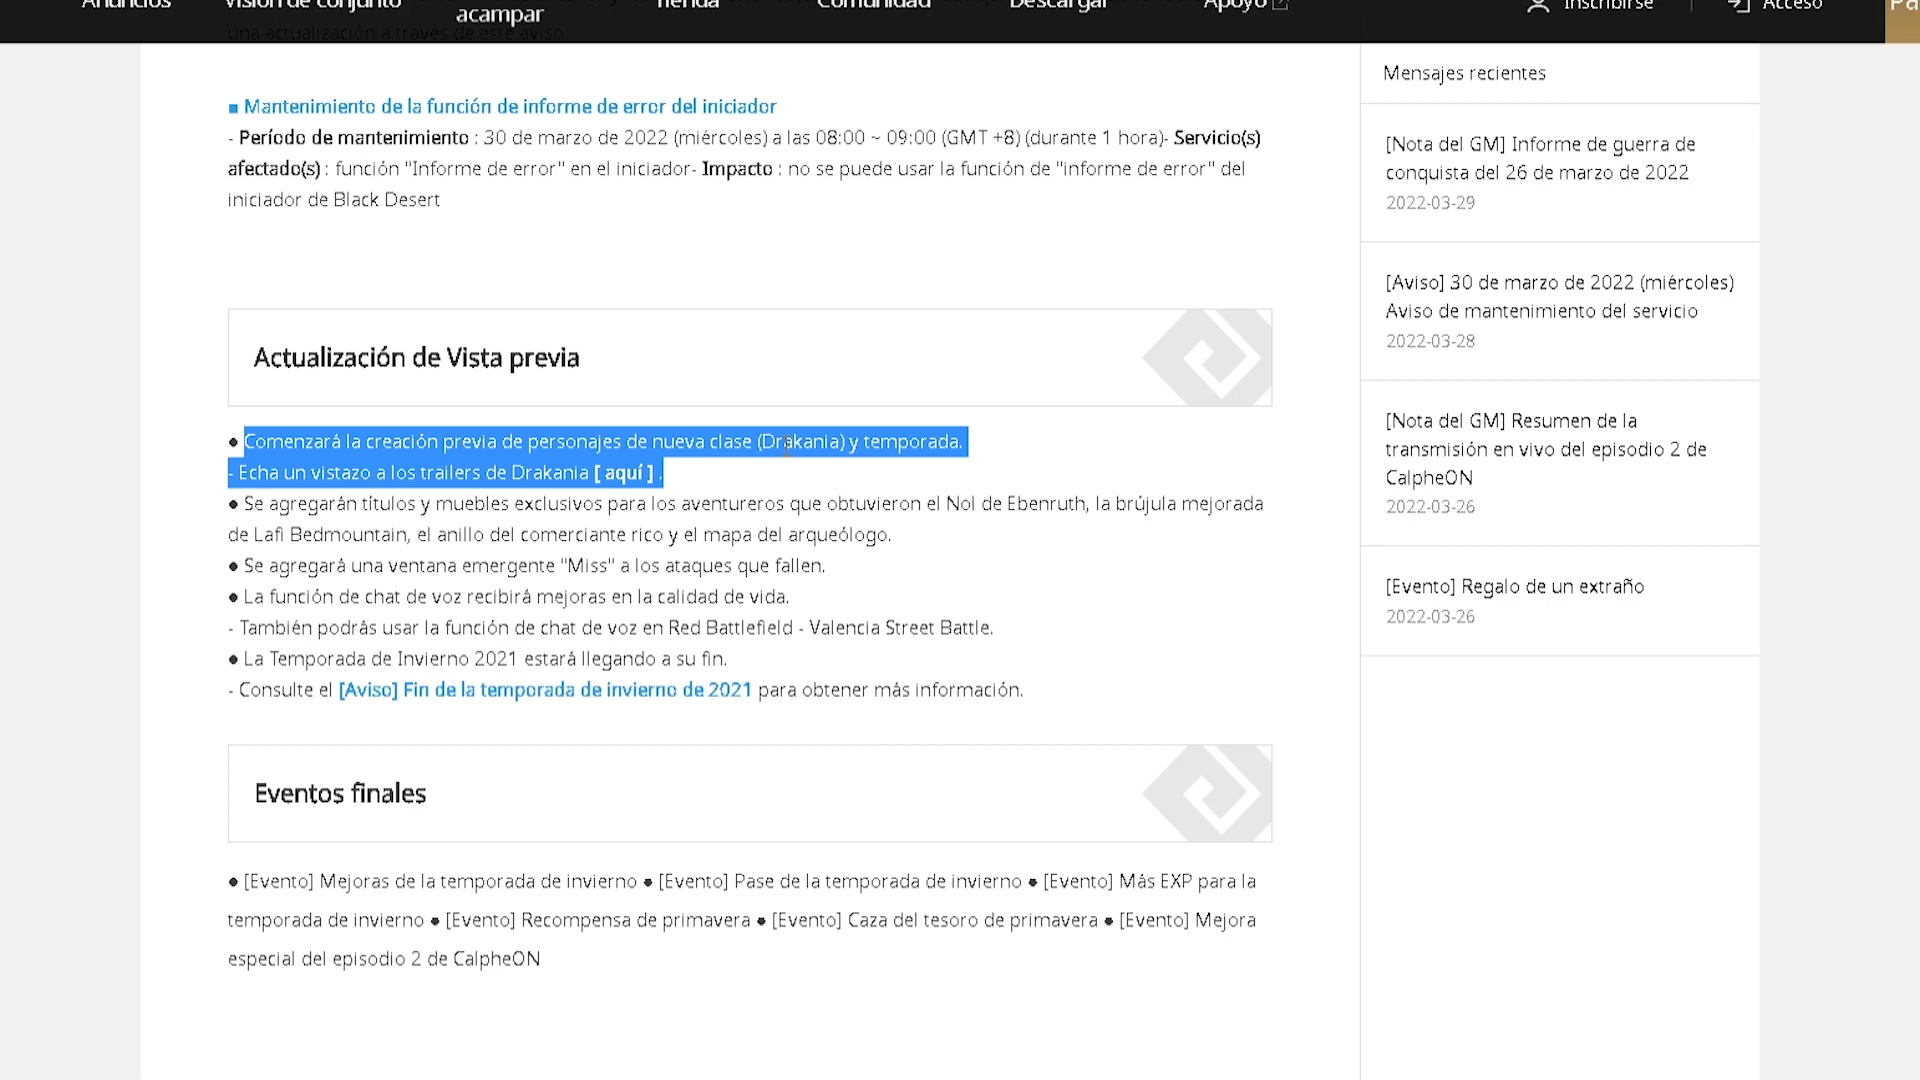 Anuncios
Visión de conjunto
acampar
Tienda
Comunidad
Descargar
Apoyo
Inscribirse
Acceso
una actualización a través de este aviso.
■ Mantenimiento de la función de informe de error del iniciador
- Período de mantenimiento : 30 de marzo de 2022 (miércoles) a las 08:00 ~ 09:00 (GMT +8) (durante 1 hora)- Servicio(s)
afectado(s) : función "Informe de error" en el iniciador- Impacto : no se puede usar la función de "informe de error" del
iniciador de Black Desert
Actualización de Vista previa
● Comenzará la creación previa de personajes de nueva clase (Drakania) y temporada.
- Echa un vistazo a los trailers de Drakania [ aquí ] .
● Se agregarán títulos y muebles exclusivos para los aventureros que obtuvieron el Nol de Ebenruth, la brújula mejorada
de Lafi Bedmountain, el anillo del comerciante rico y el mapa del arqueólogo.
● Se agregará una ventana emergente "Miss" a los ataques que fallen.
● La función de chat de voz recibirá mejoras en la calidad de vida.
- También podrás usar la función de chat de voz en Red Battlefield - Valencia Street Battle.
● La Temporada de Invierno 2021 estará llegando a su fin.
- Consulte el [Aviso] Fin de la temporada de invierno de 2021 para obtener más información.
Eventos finales
● [Evento] Mejoras de la temporada de invierno ● [Evento] Pase de la temporada de invierno ● [Evento] Más EXP para la
temporada de invierno ● [Evento] Recompensa de primavera ● [Evento] Caza del tesoro de primavera ● [Evento] Mejora
especial del episodio 2 de CalpheON
Mensajes recientes
[Nota del GM] Informe de guerra de
conquista del 26 de marzo de 2022
2022-03-29
[Aviso] 30 de marzo de 2022 (miércoles)
Aviso de mantenimiento del servicio
2022-03-28
[Nota del GM] Resumen de la
transmisión en vivo del episodio 2 de
CalpheON
2022-03-26
[Evento] Regalo de un extraño
2022-03-26